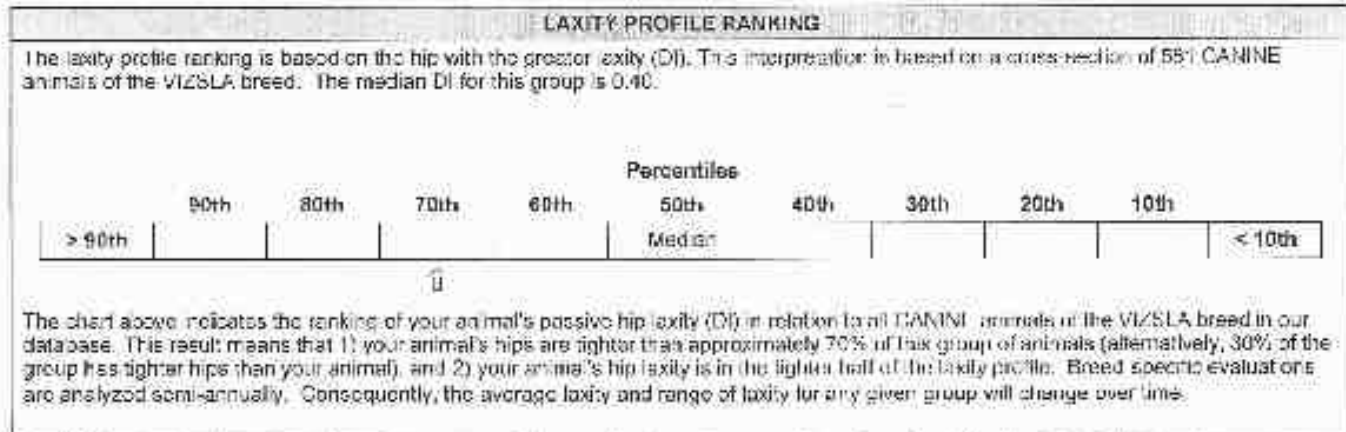 LAXITY PROFILE RANKING
The laxity profile ranking is based on the hip with the greater laxity (DI). This interpretation is based on a cross-section of 551 CANINE
animals of the VIZSLA breed. The median DI for this group is 0.40.
Percentiles
90th 80th 70th 60th 50th 40th 30th 20th 10th
> 90th Median < 10th
The chart above indicates the ranking of your animal's passive hip laxity (DI) in relation to all CANINE animals of the VIZSLA breed in our
database. This result means that 1) your animal's hips are tighter than approximately 70% of this group of animals (alternatively, 30% of the
group has tighter hips than your animal), and 2) your animal's hip laxity is in the tighter half of the laxity profile. Breed specific evaluations
are analyzed semi-annually. Consequently, the average laxity and range of laxity for any given group will change over time.